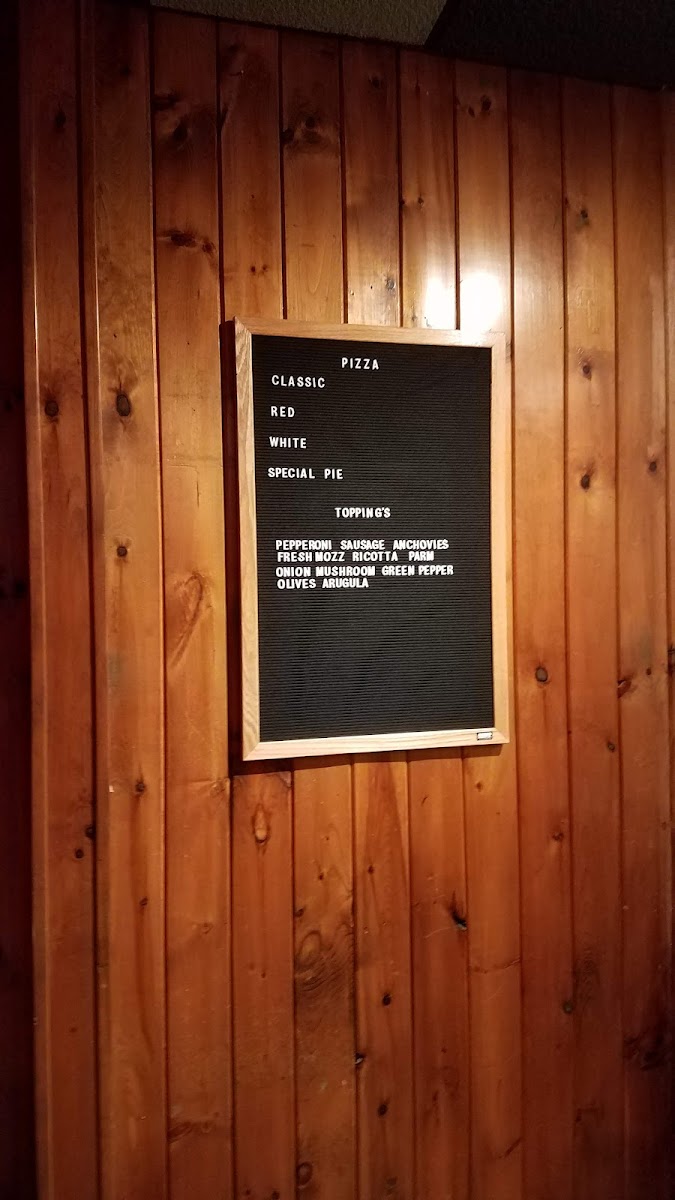 PIZZA
CLASSIC
RED
WHITE
SPECIAL PIE
TOPPING'S
PEPPERONI SAUSAGE ANCHOVIES
FRESH MOZZ RICOTTA PARM
ONION MUSHROOM GREEN PEPPER
OLIVES ARUGULA